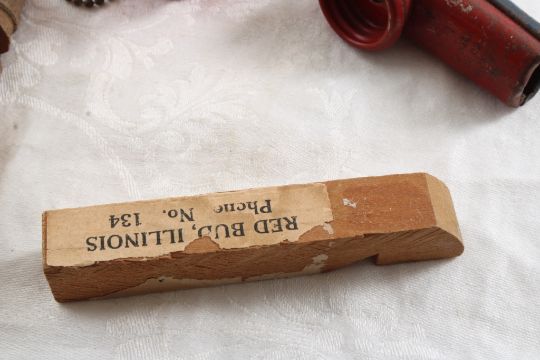 RED BUD, ILLINOIS
Phone No. 134